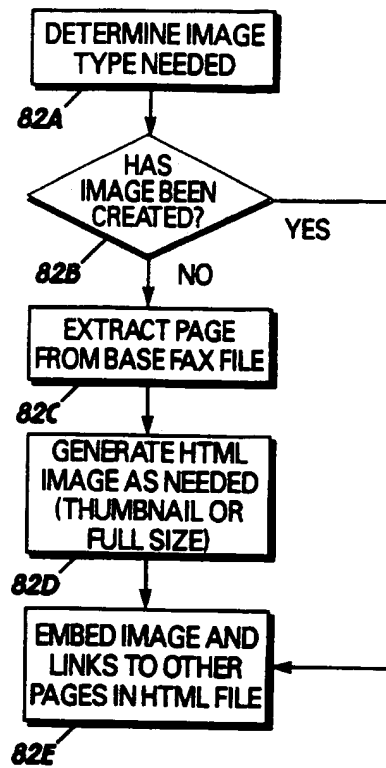 DETERMINE IMAGE
TYPE NEEDED
82A
HAS
IMAGE BEEN
CREATED?
YES
82B
NO
EXTRACT PAGE
FROM BASE FAX FILE
82C
GENERATE HTML
IMAGE AS NEEDED
(THUMBNAIL OR
FULL SIZE)
82D
EMBED IMAGE AND
LINKS TO OTHER
PAGES IN HTML FILE
82E